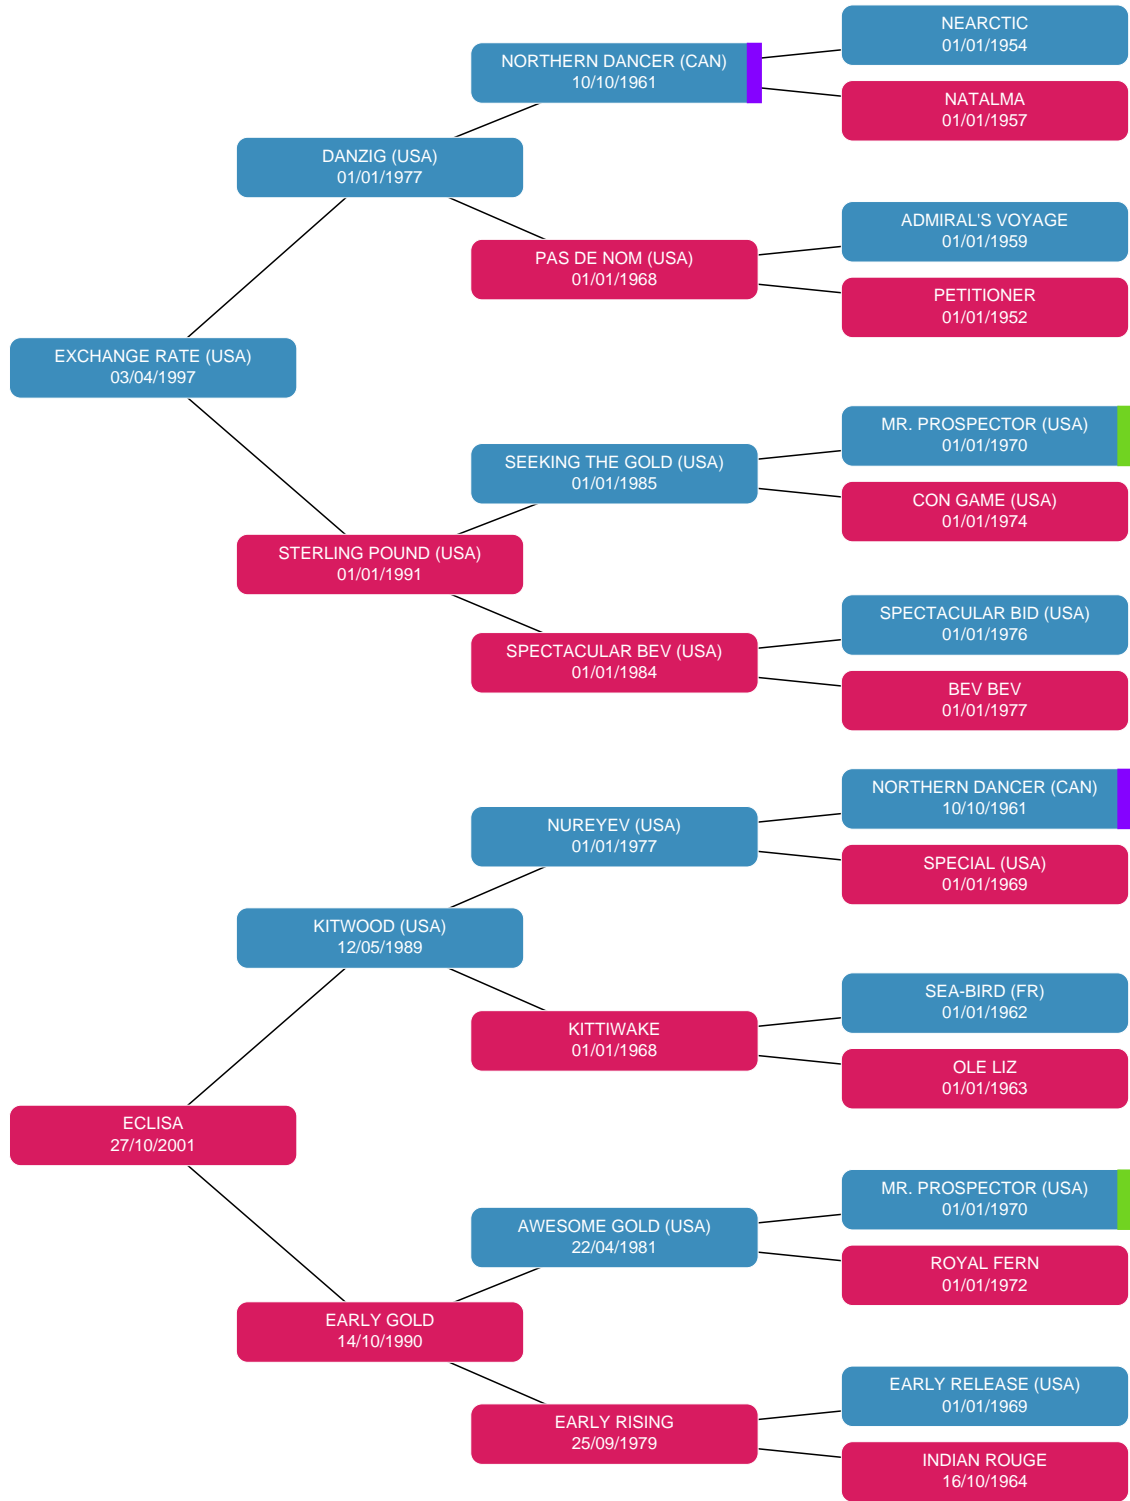 NEARCTIC
01/01/1954
NORTHERN DANCER (CAN)
10/10/1961
NATALMA
01/01/1957
DANZIG (USA)
01/01/1977
ADMIRAL'S VOYAGE
01/01/1959
PAS DE NOM (USA)
01/01/1968
PETITIONER
01/01/1952
EXCHANGE RATE (USA)
03/04/1997
MR. PROSPECTOR (USA)
01/01/1970
SEEKING THE GOLD (USA)
01/01/1985
CON GAME (USA)
01/01/1974
STERLING POUND (USA)
01/01/1991
SPECTACULAR BID (USA)
01/01/1976
SPECTACULAR BEV (USA)
01/01/1984
BEV BEV
01/01/1977
NORTHERN DANCER (CAN)
10/10/1961
NUREYEV (USA)
01/01/1977
SPECIAL (USA)
01/01/1969
KITWOOD (USA)
12/05/1989
SEA-BIRD (FR)
01/01/1962
KITTIWAKE
01/01/1968
OLE LIZ
01/01/1963
ECLISA
27/10/2001
MR. PROSPECTOR (USA)
01/01/1970
AWESOME GOLD (USA)
22/04/1981
ROYAL FERN
01/01/1972
EARLY GOLD
14/10/1990
EARLY RELEASE (USA)
01/01/1969
EARLY RISING
25/09/1979
INDIAN ROUGE
16/10/1964